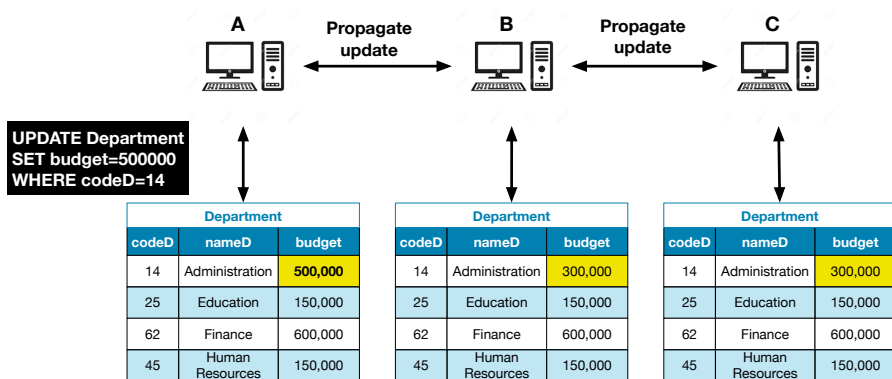 A
B
C
Propagate
update
Propagate
update
UPDATE Department
SET budget=500000
WHERE codeD=14
Department
codeD nameD budget
14 Administration 500,000
25 Education 150,000
62 Finance 600,000
45 Human Resources 150,000
Department
codeD nameD budget
14 Administration 300,000
25 Education 150,000
62 Finance 600,000
45 Human Resources 150,000
Department
codeD nameD budget
14 Administration 300,000
25 Education 150,000
62 Finance 600,000
45 Human Resources 150,000